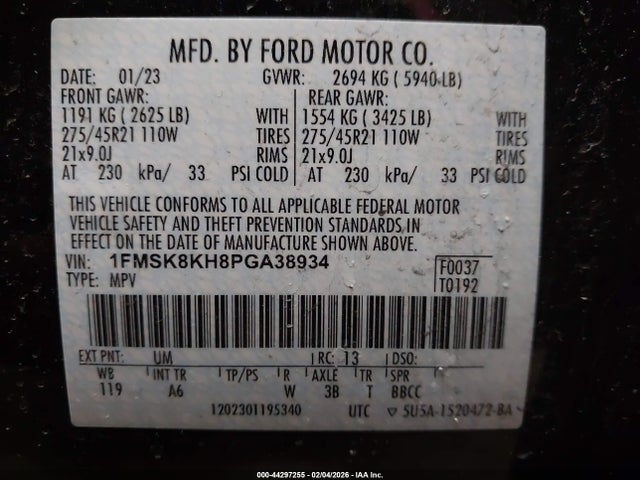 MFD. BY FORD MOTOR CO.
DATE: 01/23 GVWR: 2694 KG ( 5940 LB)
FRONT GAWR: REAR GAWR:
1191 KG ( 2625 LB) WITH 1554 KG ( 3425 LB) WITH
275/45R21 110W TIRES 275/45R21 110W TIRES
21x9.0J RIMS 21x9.0J RIMS
AT 230 kPa/ 33 PSI COLD AT 230 kPa/ 33 PSI COLD
THIS VEHICLE CONFORMS TO ALL APPLICABLE FEDERAL MOTOR
VEHICLE SAFETY AND THEFT PREVENTION STANDARDS IN
EFFECT ON THE DATE OF MANUFACTURE SHOWN ABOVE.
VIN: 1FMSK8KH8PGA38934 F0037
TYPE: MPV T0192
EXT PNT: UM RC: 13 DSO:
WB INT TR TP/PS R AXLE TR SPR
119 A6 W 3B T BBCC
1202301195340 UTC 5U5A-1520472-BA
000-44297255 - 02/04/2026 - IAA Inc.